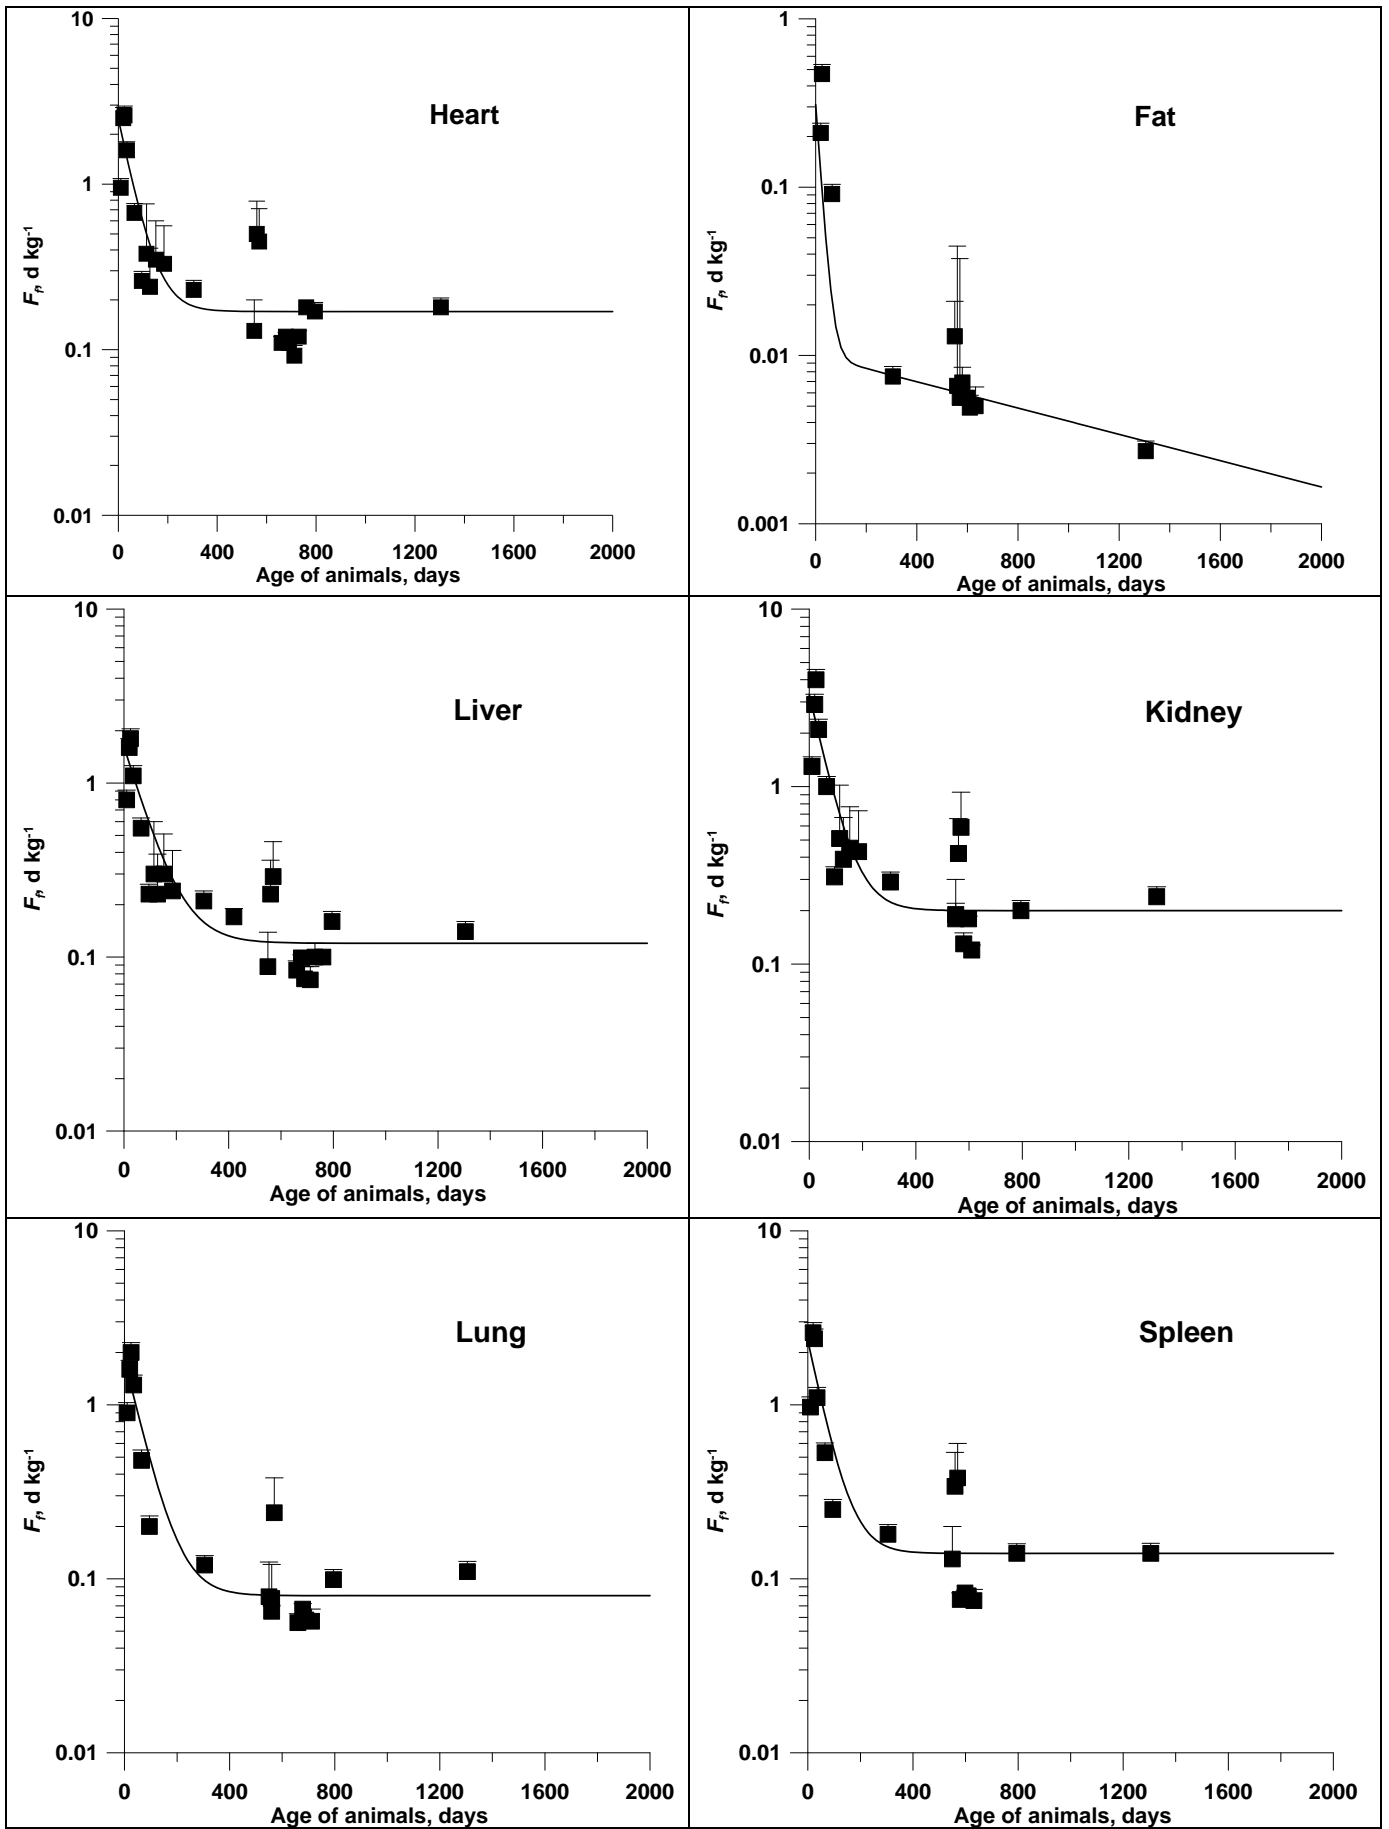 Heart
10
1
0.1
0.01
F_f, d kg⁻¹
0 400 800 1200 1600 2000
Age of animals, days
Fat
1
0.1
0.01
0.001
F_f, d kg⁻¹
0 400 800 1200 1600 2000
Age of animals, days
Liver
10
1
0.1
0.01
F_f, d kg⁻¹
0 400 800 1200 1600 2000
Age of animals, days
Kidney
10
1
0.1
0.01
F_f, d kg⁻¹
0 400 800 1200 1600 2000
Age of animals, days
Lung
10
1
0.1
0.01
F_f, d kg⁻¹
0 400 800 1200 1600 2000
Age of animals, days
Spleen
10
1
0.1
0.01
F_f, d kg⁻¹
0 400 800 1200 1600 2000
Age of animals, days